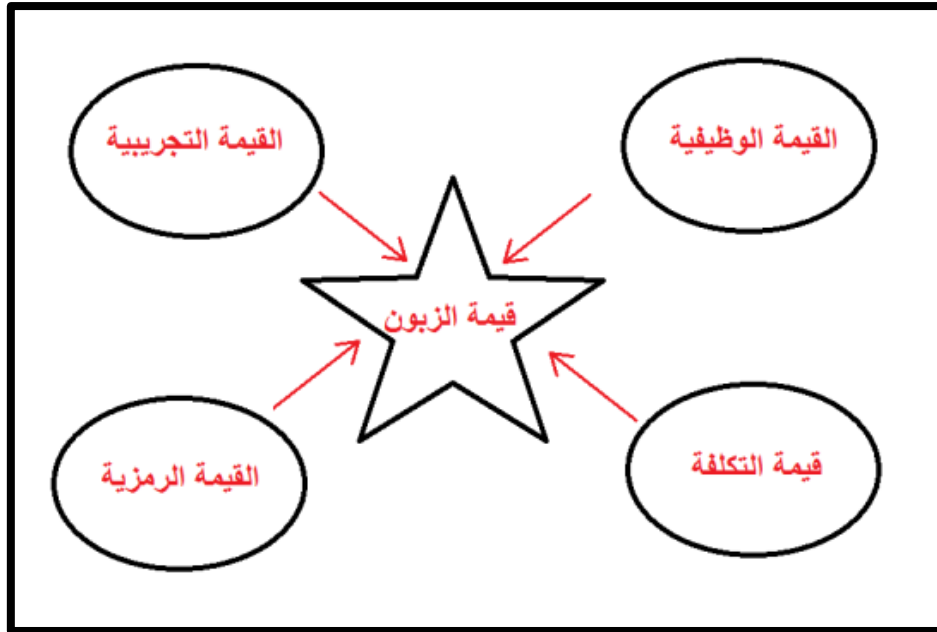 القيمة الوظيفية
القيمة التجريبية
قيمة الزبون
قيمة التكلفة
القيمة الرمزية